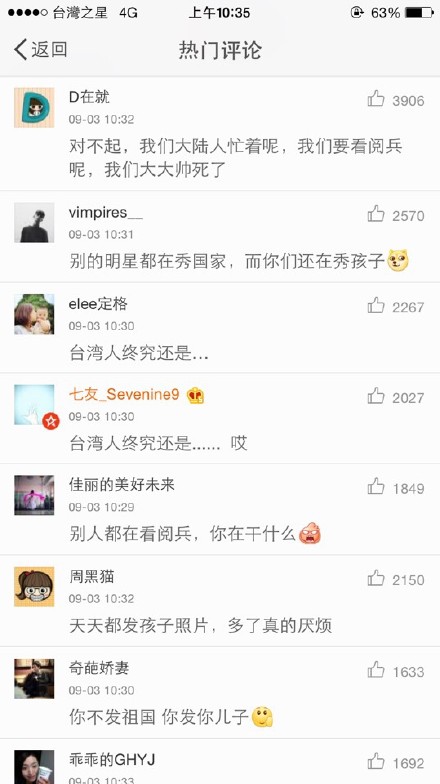 台灣之星 4G 上午10:35 63%
返回 热门评论
D在就 3906
09-03 10:32
对不起，我们大陆人忙着呢，我们要看阅兵
呢，我们大大帅死了
vimpires__ 2570
09-03 10:31
别的明星都在秀国家，而你们还在秀孩子
elee定格 2267
09-03 10:30
台湾人终究还是...
七友_Sevenine9 2027
09-03 10:30
台湾人终究还是...... 哎
佳丽的美好未来 1849
09-03 10:29
别人都在看阅兵，你在干什么
周黑猫 2150
09-03 10:32
天天都发孩子照片，多了真的厌烦
奇葩娇妻 1633
09-03 10:30
你不发祖国 你发你儿子
乖乖的GHYJ 1692
09-03 10:33